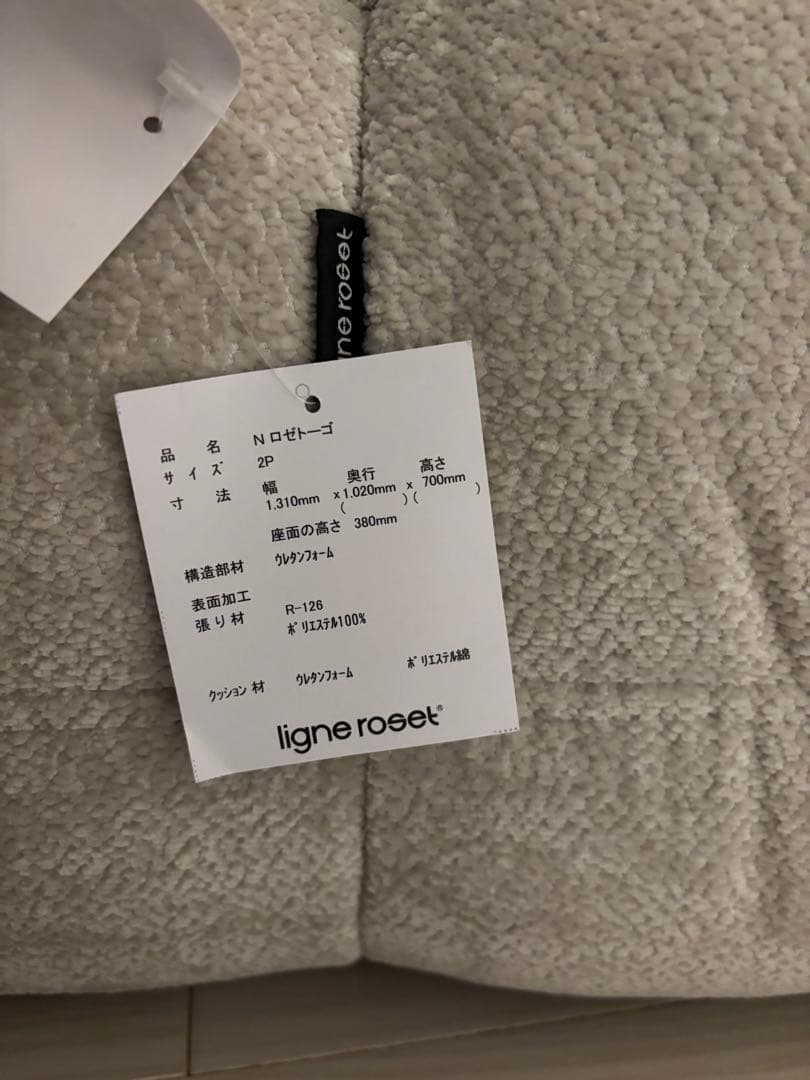 ne roset
品 名 N ロゼトーゴ
サ イ ズ 2P
寸 法 幅 奥行 高さ
1.310mm x 1.020mm x 700mm
( ) ( )
座面の高さ 380mm
構造部材 ウレタンフォーム
表面加工
張り材 R-126
ポリエステル100%
クッション材 ウレタンフォーム ポリエステル綿
ligne roset®